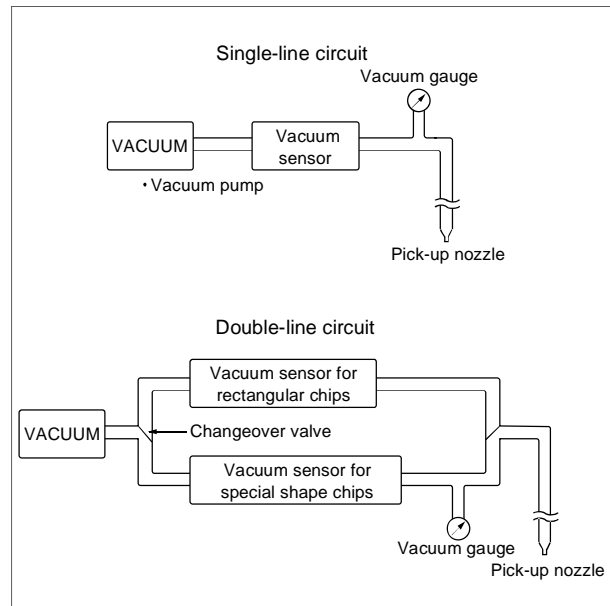 Single-line circuit
Vacuum gauge
VACUUM
Vacuum
sensor
・Vacuum pump
Pick-up nozzle
Double-line circuit
Vacuum sensor for
rectangular chips
VACUUM
Changeover valve
Vacuum sensor for
special shape chips
Vacuum gauge
Pick-up nozzle